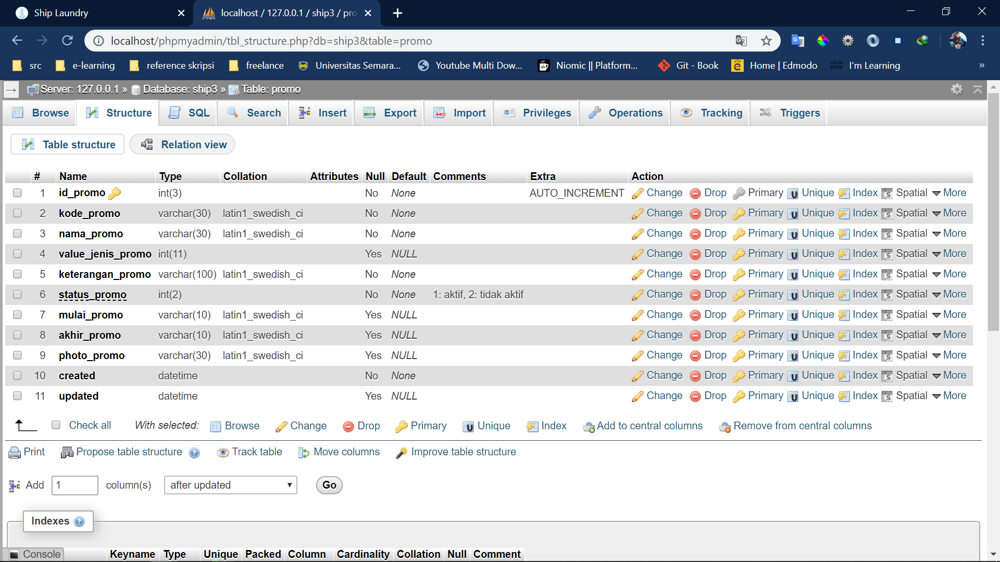 Ship Laundry
localhost / 127.0.0.1 / ship3 / pro
localhost/phpmyadmin/tbl_structure.php?db=ship3&table=promo
src e-learning reference skripsi freelance Universitas Semara... Youtube Multi Dow... Niomic || Platform... Git - Book Home | Edmodo I'm Learning »
Server: 127.0.0.1 » Database: ship3 » Table: promo
Browse Structure SQL Search Insert Export Import Privileges Operations Tracking Triggers
Table structure Relation view
# Name Type Collation Attributes Null Default Comments Extra Action
1 id_promo int(3) No None AUTO_INCREMENT Change Drop Primary Unique Index Spatial More
2 kode_promo varchar(30) latin1_swedish_ci No None Change Drop Primary Unique Index Spatial More
3 nama_promo varchar(30) latin1_swedish_ci No None Change Drop Primary Unique Index Spatial More
4 value_jenis_promo int(11) Yes NULL Change Drop Primary Unique Index Spatial More
5 keterangan_promo varchar(100) latin1_swedish_ci No None Change Drop Primary Unique Index Spatial More
6 status_promo int(2) No None 1: aktif, 2: tidak aktif Change Drop Primary Unique Index Spatial More
7 mulai_promo varchar(10) latin1_swedish_ci Yes NULL Change Drop Primary Unique Index Spatial More
8 akhir_promo varchar(10) latin1_swedish_ci Yes NULL Change Drop Primary Unique Index Spatial More
9 photo_promo varchar(30) latin1_swedish_ci Yes NULL Change Drop Primary Unique Index Spatial More
10 created datetime No None Change Drop Primary Unique Index Spatial More
11 updated datetime Yes NULL Change Drop Primary Unique Index Spatial More
Check all With selected: Browse Change Drop Primary Unique Index Add to central columns Remove from central columns
Print Propose table structure Track table Move columns Improve table structure
Add 1 column(s) after updated Go
Indexes
Console Keyname Type Unique Packed Column Cardinality Collation Null Comment